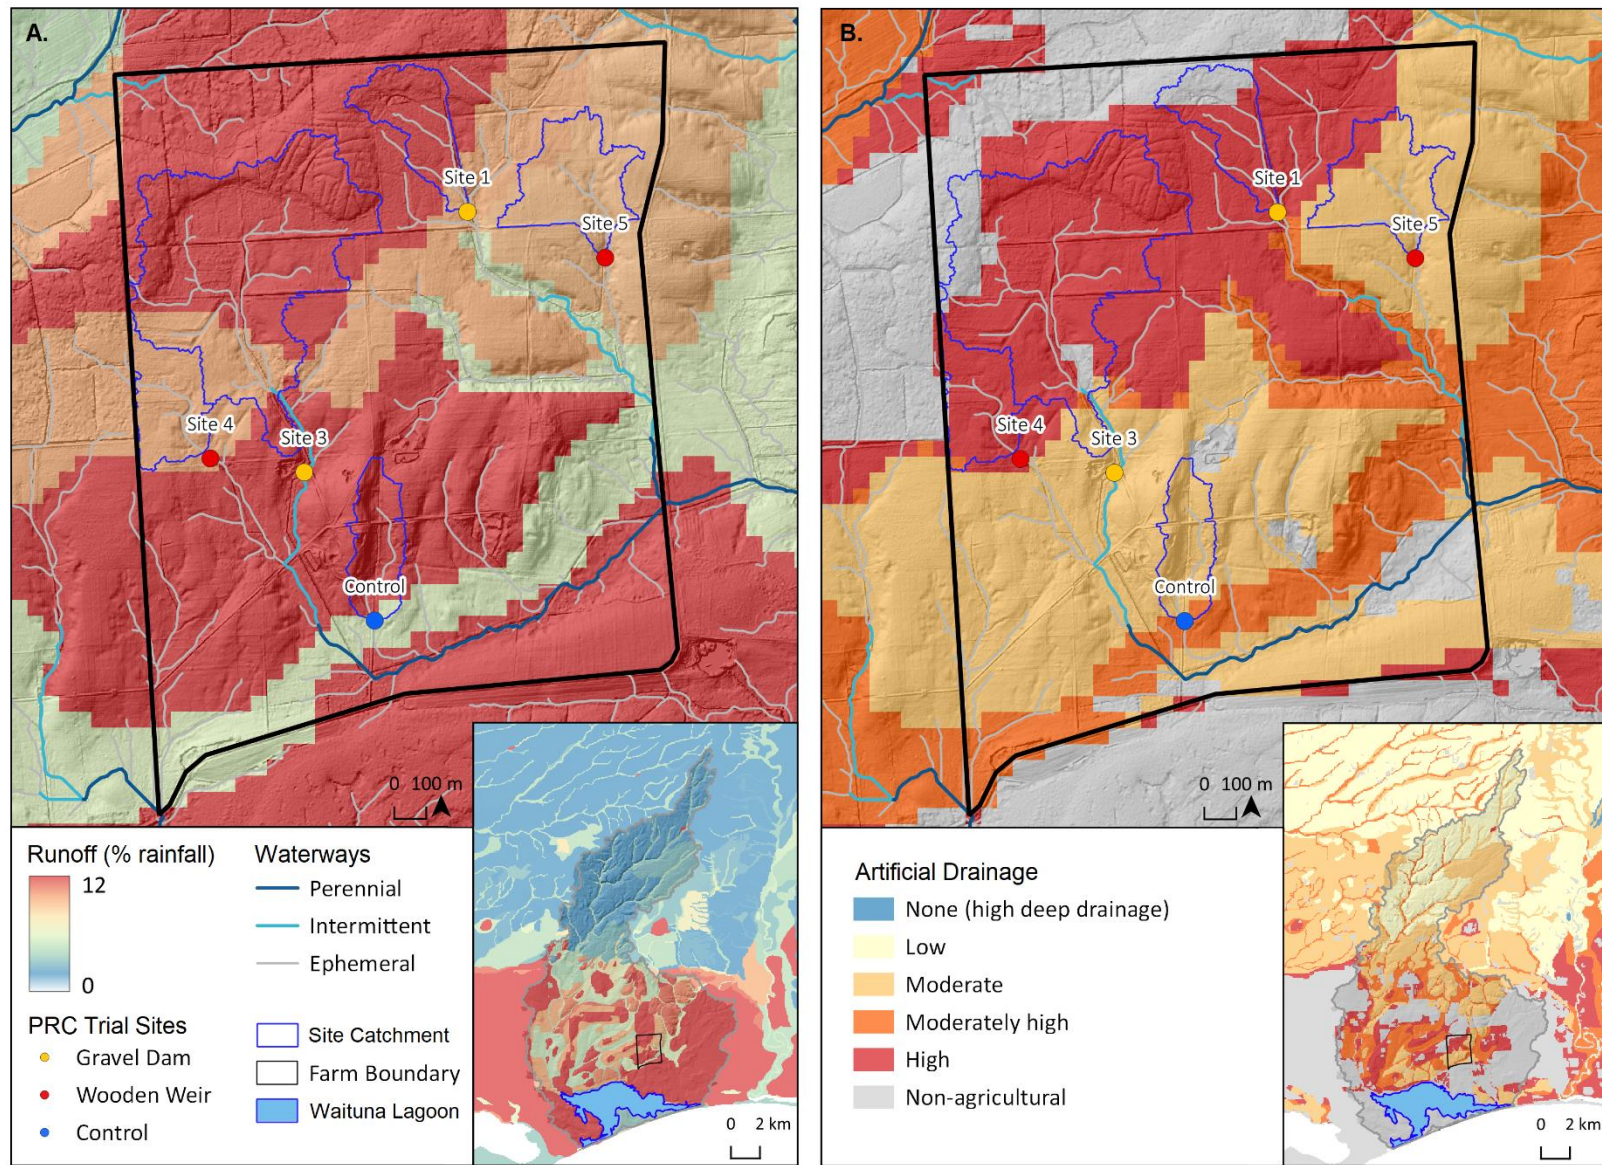 A.
Site 1
Site 5
Site 4
Site 3
Control
0 100 m
Runoff (% rainfall)
12
0
PRC Trial Sites
Gravel Dam
Wooden Weir
Control
Waterways
Perennial
Intermittent
Ephemeral
Site Catchment
Farm Boundary
Waituna Lagoon
0 2 km
B.
Site 1
Site 5
Site 4
Site 3
Control
0 100 m
Artificial Drainage
None (high deep drainage)
Low
Moderate
Moderately high
High
Non-agricultural
0 2 km